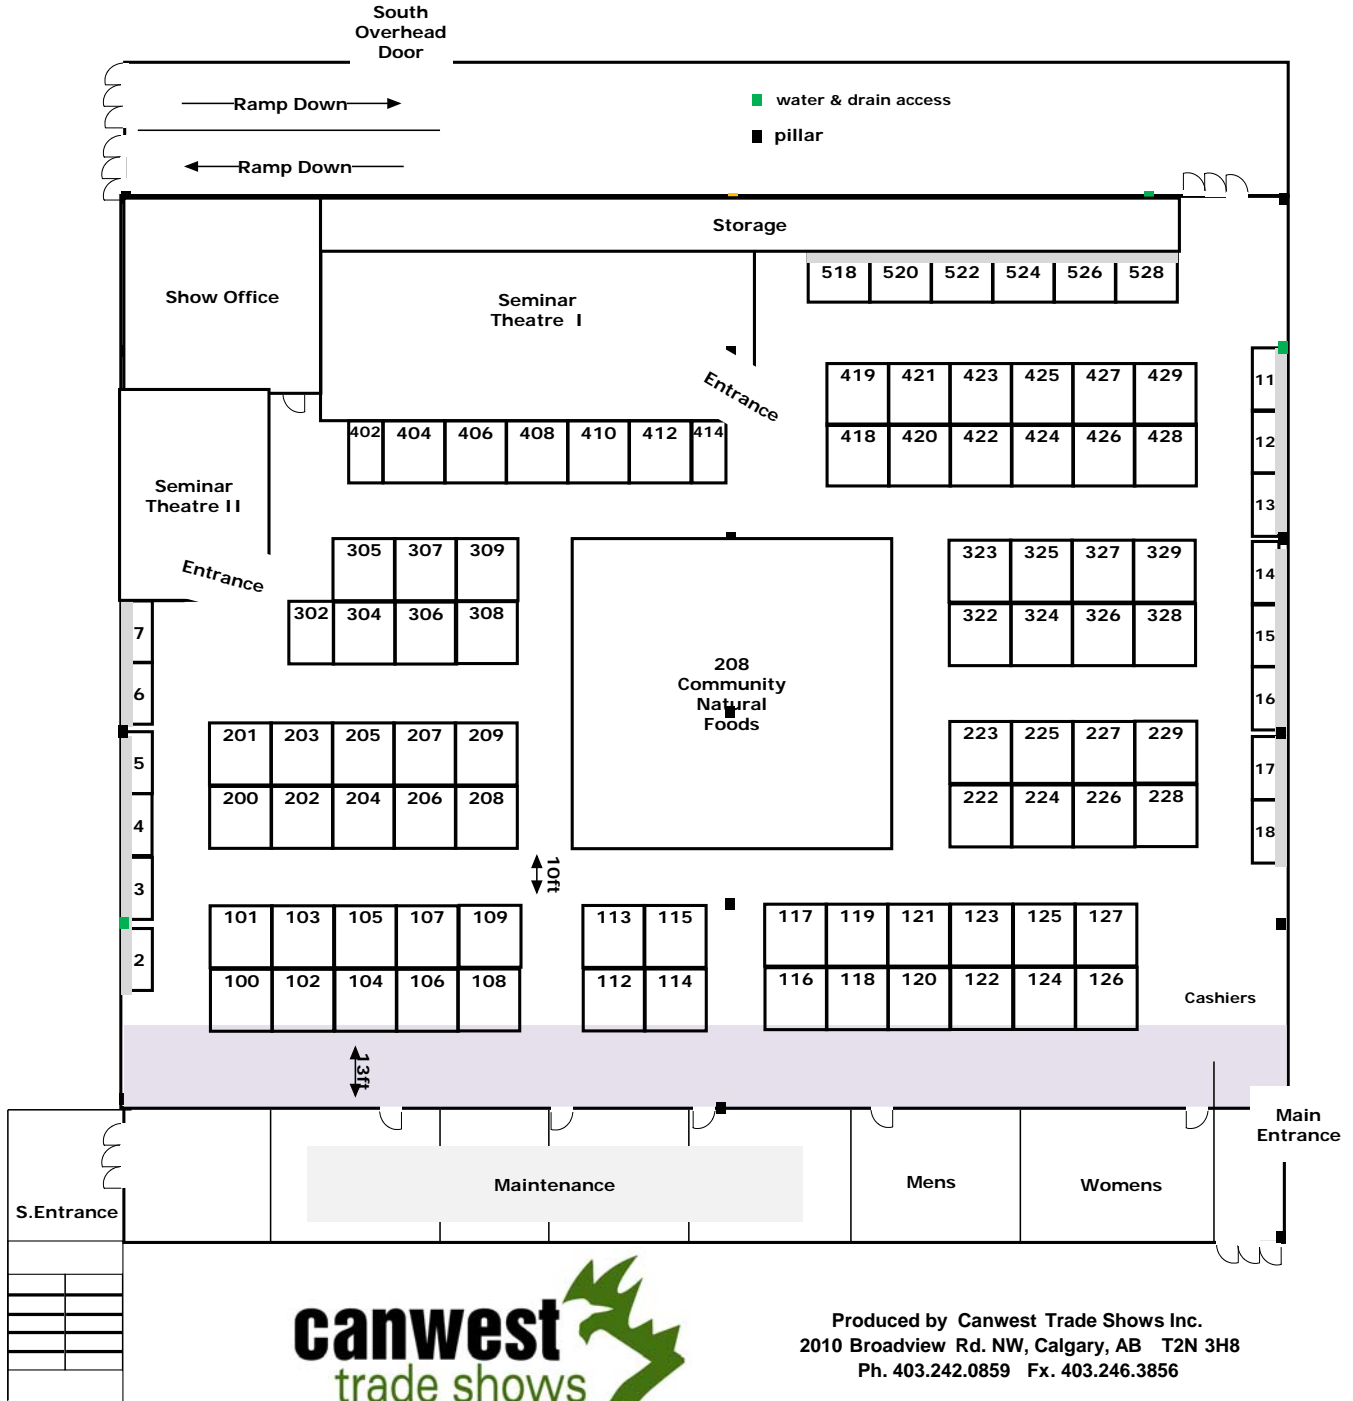 South
Overhead
Door
Ramp Down
water & drain access
pillar
Ramp Down
Storage
Show Office
Seminar
Theatre I
518 520 522 524 526 528
Entrance
419 421 423 425 427 429
11
402 404 406 408 410 412 414
418 420 422 424 426 428
12
Seminar
Theatre II
13
Entrance
305 307 309
323 325 327 329
14
7
302 304 306 308
322 324 326 328
15
208
Community
Natural
Foods
6
16
201 203 205 207 209
223 225 227 229
5
17
200 202 204 206 208
222 224 226 228
4
18
10ft
3
101 103 105 107 109
113 115
117 119 121 123 125 127
2
100 102 104 106 108
112 114
116 118 120 122 124 126
Cashiers
13ft
Main
Entrance
S.Entrance
Maintenance
Mens
Womens
canwest
trade shows
Produced by Canwest Trade Shows Inc.
2010 Broadview Rd. NW, Calgary, AB T2N 3H8
Ph. 403.242.0859 Fx. 403.246.3856